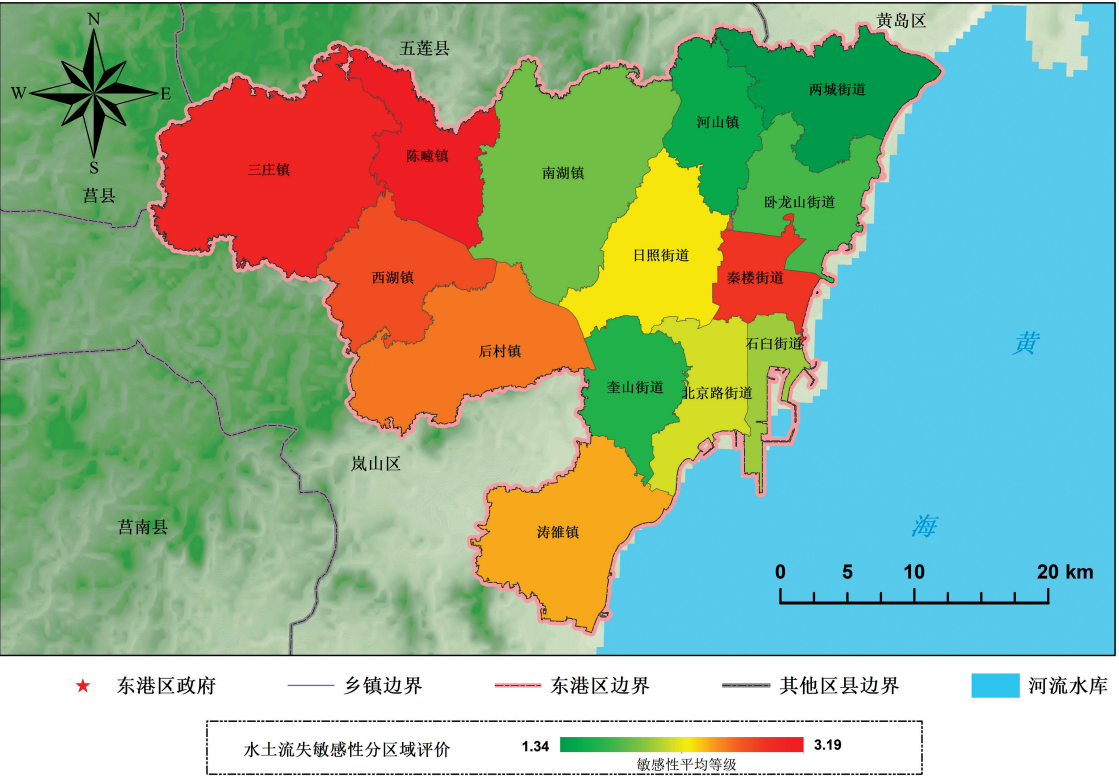 N
W
E
S
黄岛区
五莲县
两城街道
河山镇
陈疃镇
三庄镇
南湖镇
莒县
卧龙山街道
日照街道
西湖镇
秦楼街道
黄
石臼街道
后村镇
奎山街道
北京路街道
岚山区
莒南县
海
涛雒镇
0 5 10 20 km
东港区政府
乡镇边界
东港区边界
其他区县边界
河流水库
水土流失敏感性分区域评价
1.34
3.19
敏感性平均等级